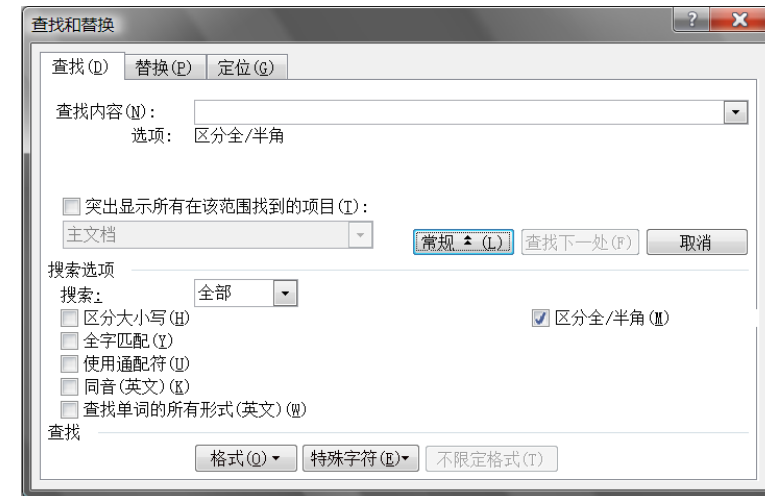 查找和替换
查找(D) 替换(P) 定位(G)
查找内容(N):
选项: 区分全/半角
突出显示所有在该范围找到的项目(T):
主文档
常规 (L) 查找下一处(F) 取消
搜索选项
搜索: 全部
区分大小写(H) 区分全/半角(M)
全字匹配(Y)
使用通配符(U)
同音(英文)(K)
查找单词的所有形式(英文)(W)
查找
格式(O) 特殊字符(E) 不限定格式(T)